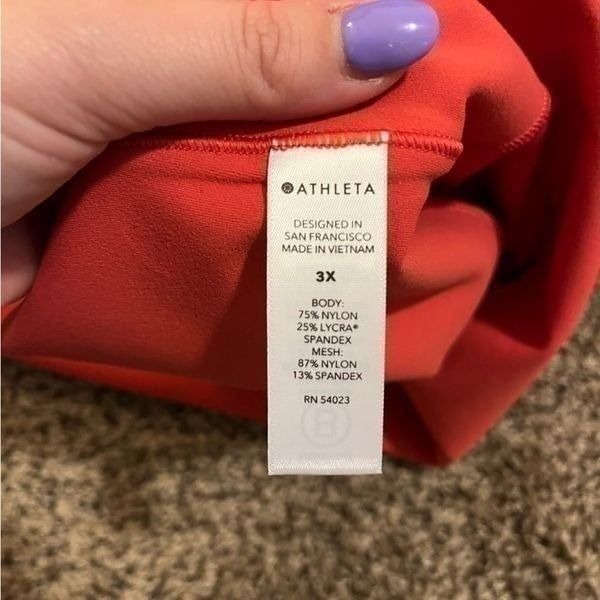 ATHLETA
DESIGNED IN
SAN FRANCISCO
MADE IN VIETNAM
3X
BODY:
75% NYLON
25% LYCRA®
SPANDEX
MESH:
87% NYLON
13% SPANDEX
RN 54023
B